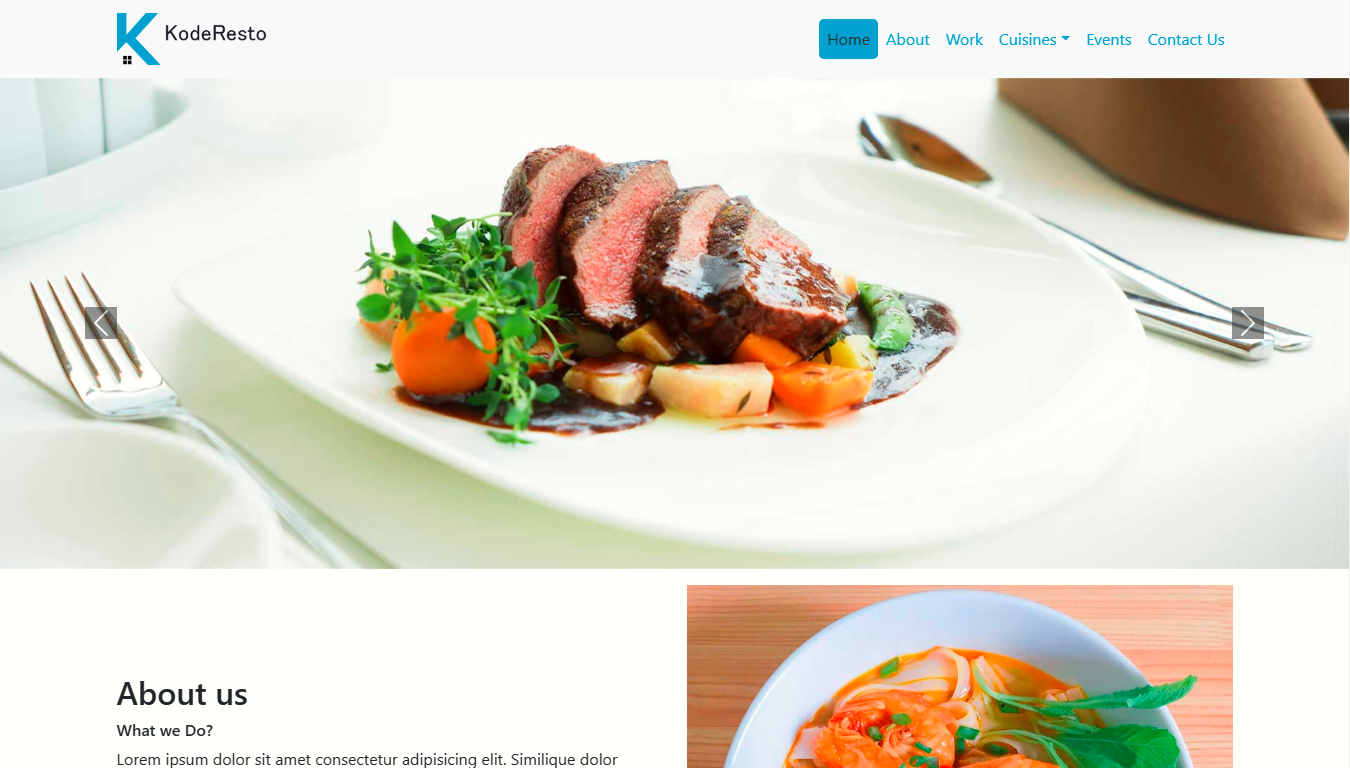 KodeResto
Home About Work Cuisines Events Contact Us
About us
What we Do?
Lorem ipsum dolor sit amet consectetur adipisicing elit. Similique dolor